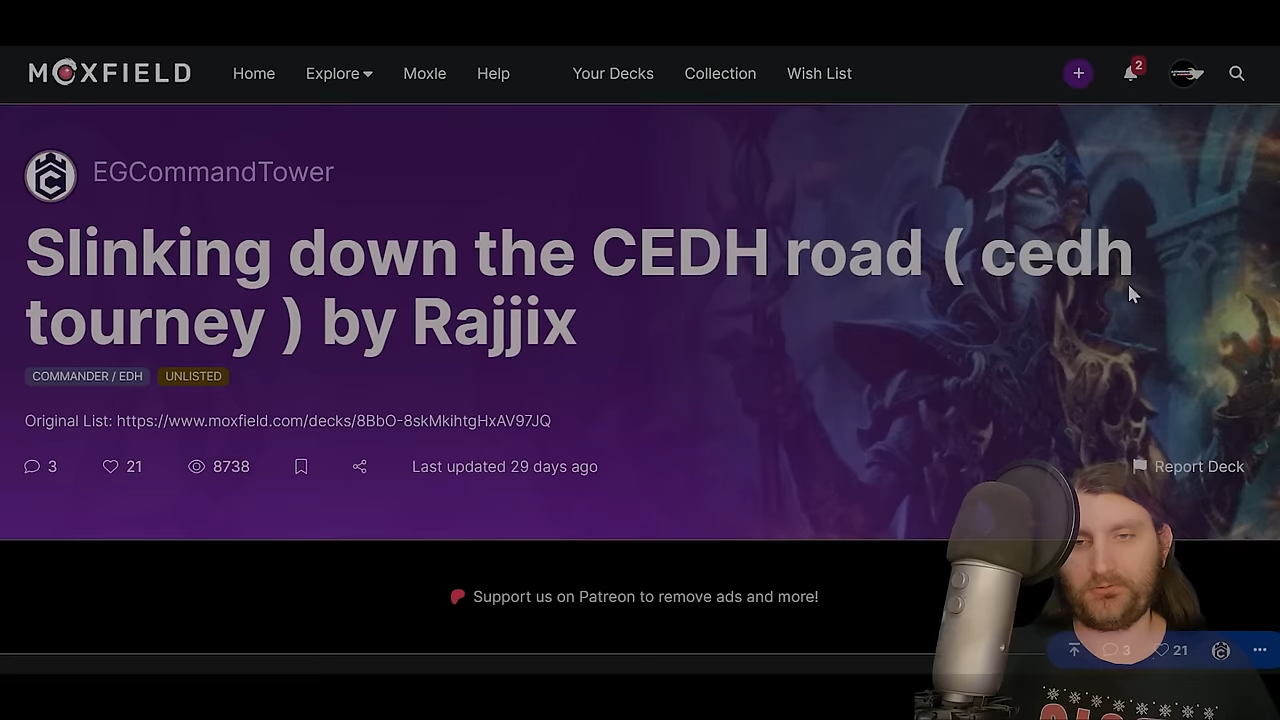 MOXFIELD Home Explore Moxle Help Your Decks Collection Wish List 2
EGCommandTower
Slinking down the CEDH road ( cedh
tourney ) by Rajjix
COMMANDER / EDH UNLISTED
Original List: https://www.moxfield.com/decks/8BbO-8skMkihtgHxAV97JQ
3 21 8738 Last updated 29 days ago Report Deck
Support us on Patreon to remove ads and more!
3 21